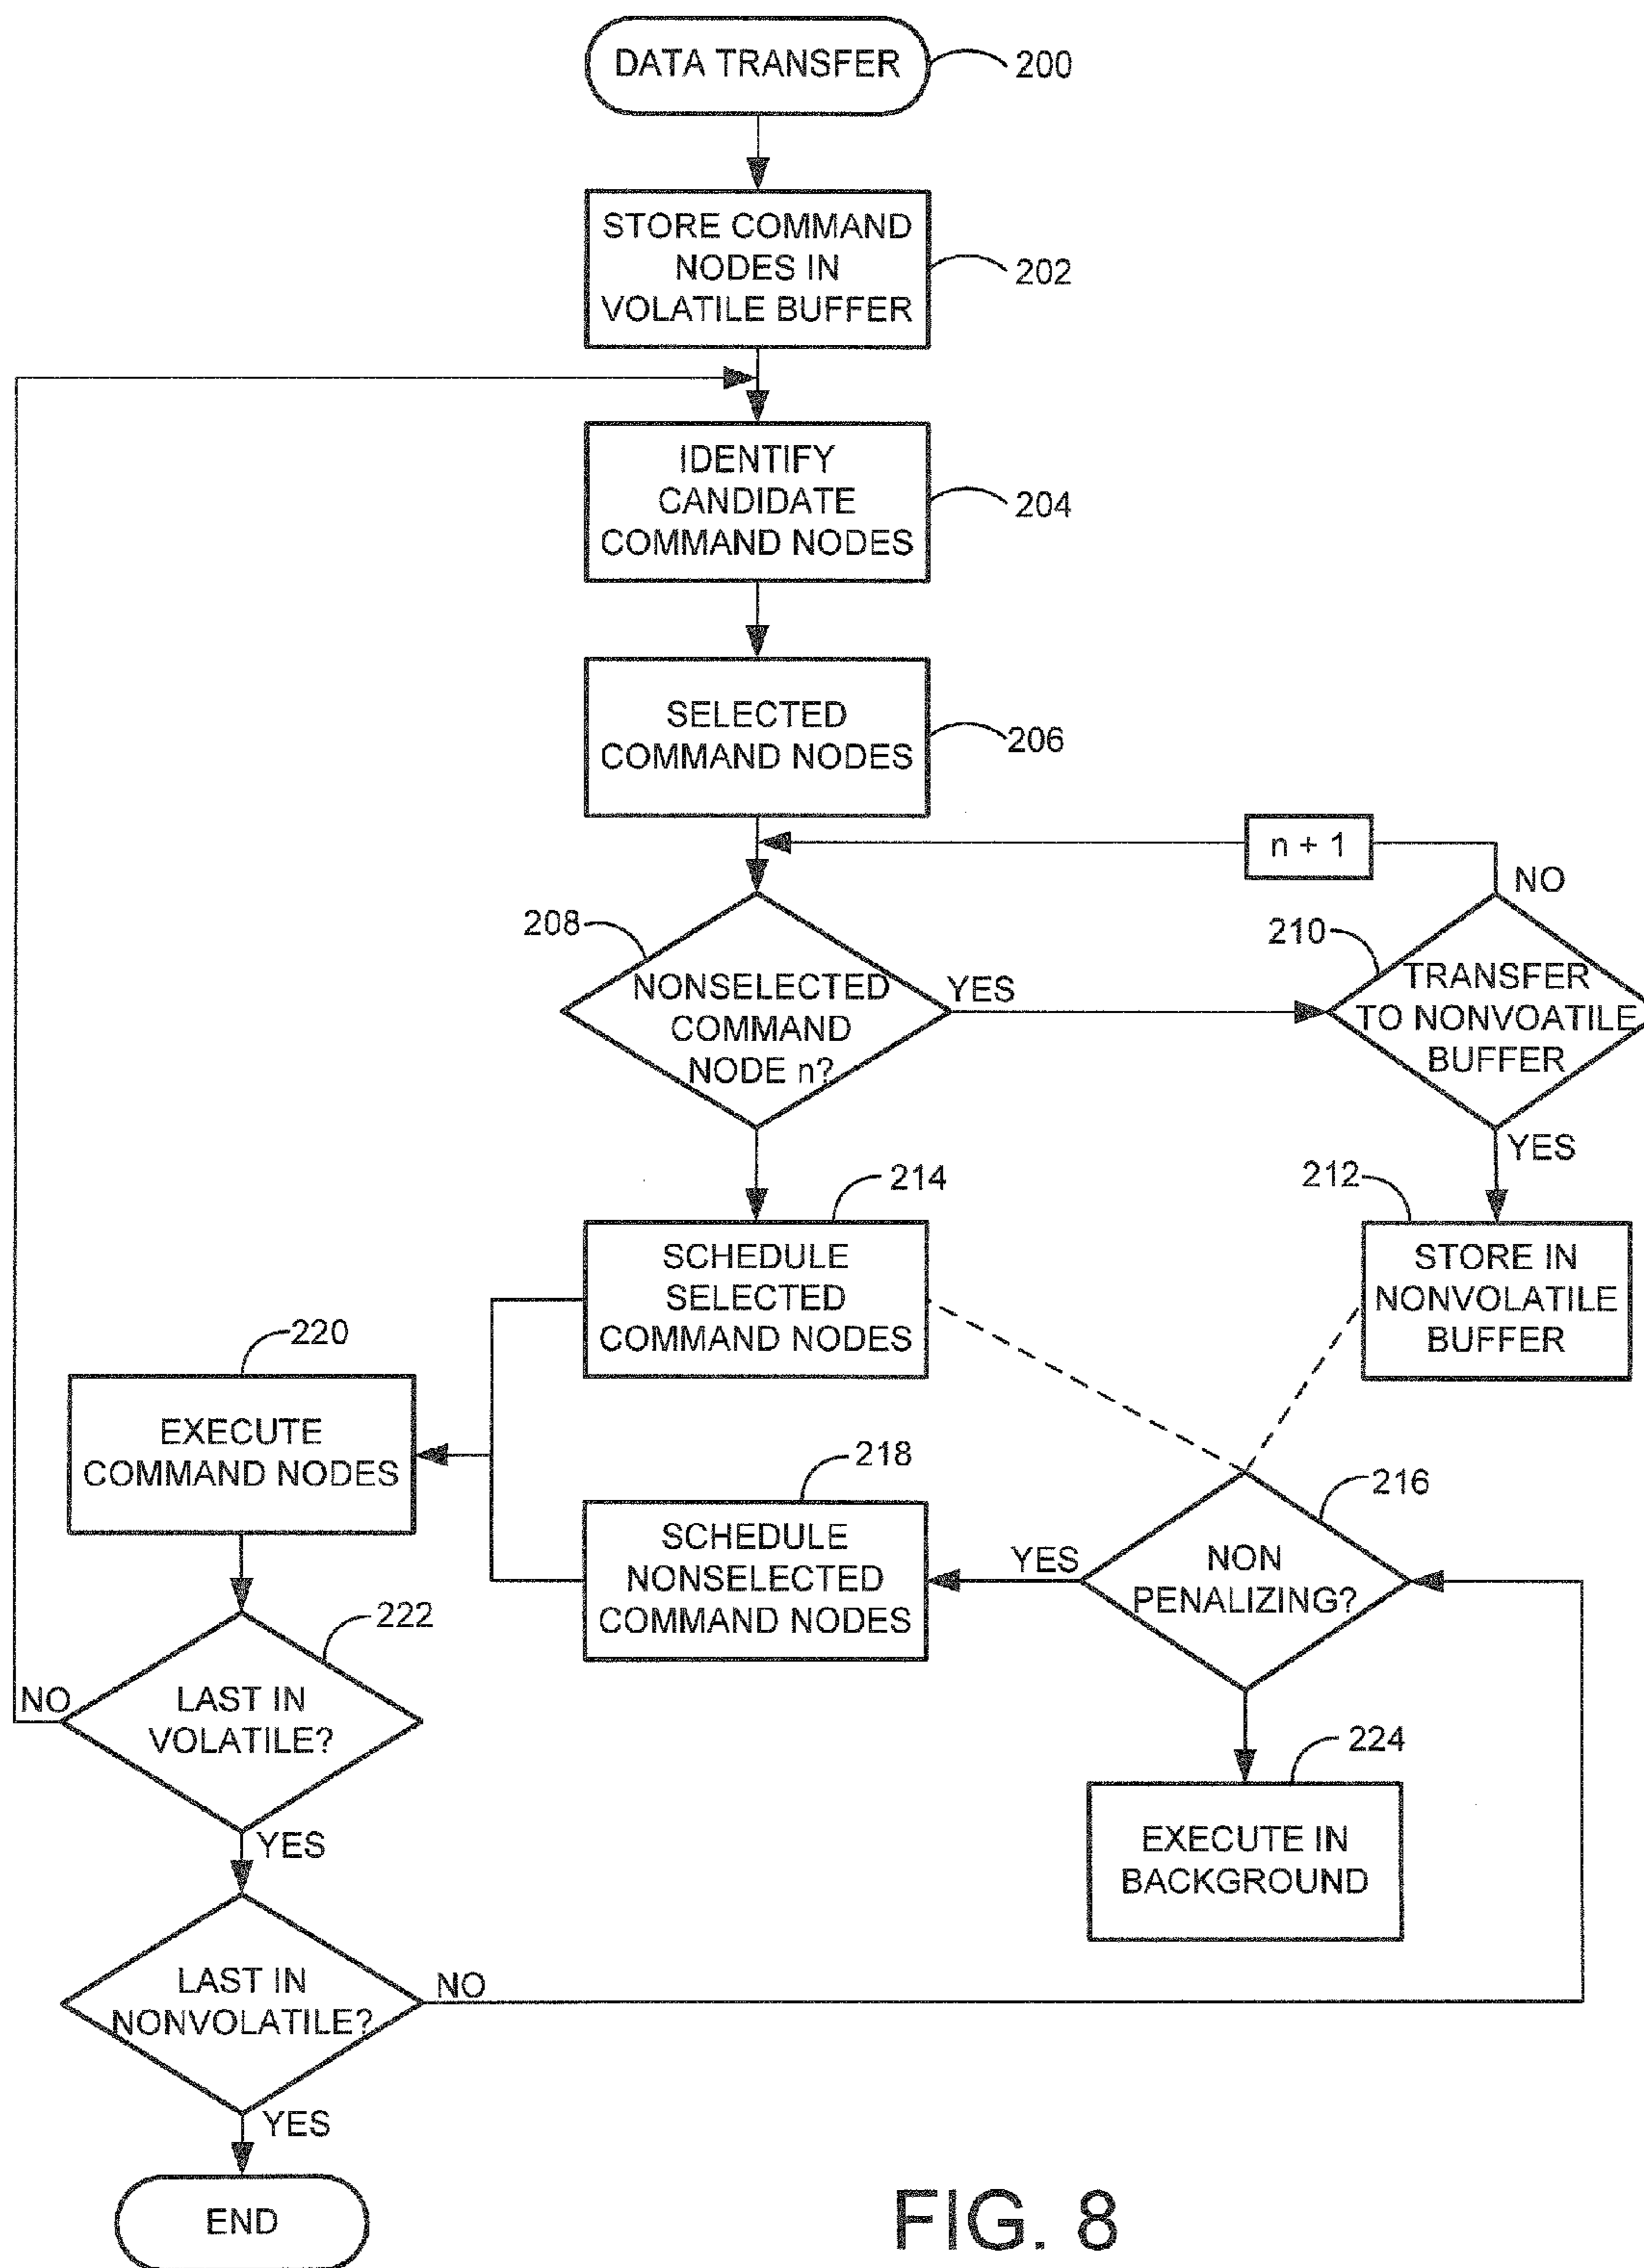 DATA TRANSFER
200
STORE COMMAND
NODES IN
VOLATILE BUFFER
202
IDENTIFY
CANDIDATE
COMMAND NODES
204
SELECTED
COMMAND NODES
206
n + 1
NO
208
NONSELECTED
COMMAND
NODE n?
YES
210
TRANSFER
TO NONVOATILE
BUFFER
YES
214
SCHEDULE
SELECTED
COMMAND NODES
212
STORE IN
NONVOLATILE
BUFFER
220
EXECUTE
COMMAND NODES
218
SCHEDULE
NONSELECTED
COMMAND NODES
YES
216
NON
PENALIZING?
222
LAST IN
VOLATILE?
NO
YES
224
EXECUTE IN
BACKGROUND
LAST IN
NONVOLATILE?
NO
YES
END
FIG. 8